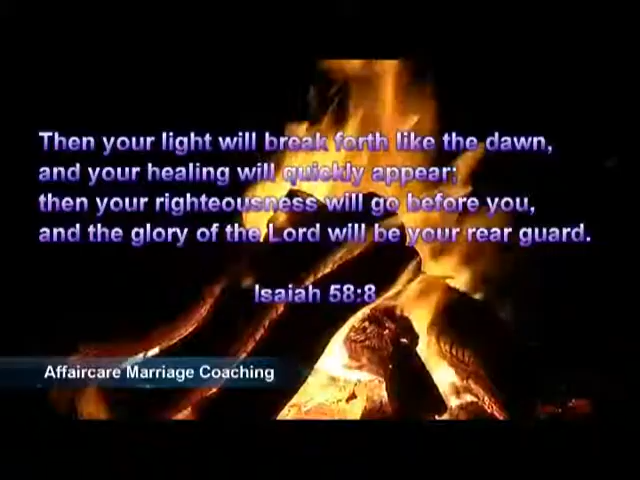 Then your light will break forth like the dawn,
and your healing will quickly appear;
then your righteousness will go before you,
and the glory of the Lord will be your rear guard.
Isaiah 58:8
Affaircare Marriage Coaching